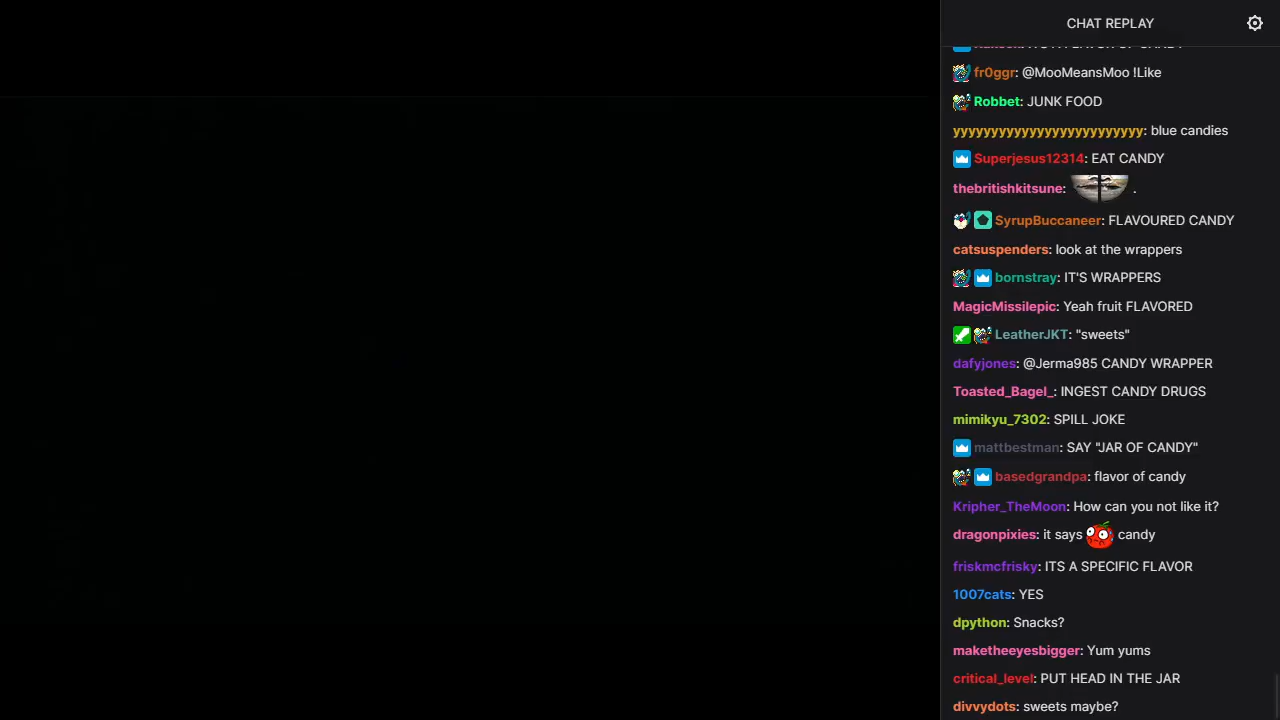 CHAT REPLAY
fr0ggr: @MooMeansMoo !Like
Robbet: JUNK FOOD
yyyyyyyyyyyyyyyyyyyyyyyyy: blue candies
Superjesus12314: EAT CANDY
thebritishkitsune: .
SyrupBuccaneer: FLAVOURED CANDY
catsuspenders: look at the wrappers
bornstray: IT'S WRAPPERS
MagicMissilepic: Yeah fruit FLAVORED
LeatherJKT: "sweets"
dafyjones: @Jerma985 CANDY WRAPPER
Toasted_Bagel_: INGEST CANDY DRUGS
mimikyu_7302: SPILL JOKE
mattbestman: SAY "JAR OF CANDY"
basedgrandpa: flavor of candy
Kripher_TheMoon: How can you not like it?
dragonpixies: it says candy
friskmcfrisky: ITS A SPECIFIC FLAVOR
1007cats: YES
dpython: Snacks?
maketheeyesbigger: Yum yums
critical_level: PUT HEAD IN THE JAR
divvydots: sweets maybe?